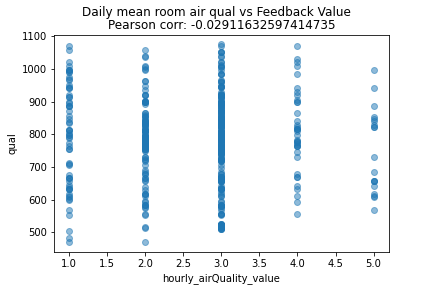 Daily mean room air qual vs Feedback Value
Pearson corr: -0.02911632597414735
1100
1000
900
800
700
600
500
qual
1.0 1.5 2.0 2.5 3.0 3.5 4.0 4.5 5.0
hourly_airQuality_value